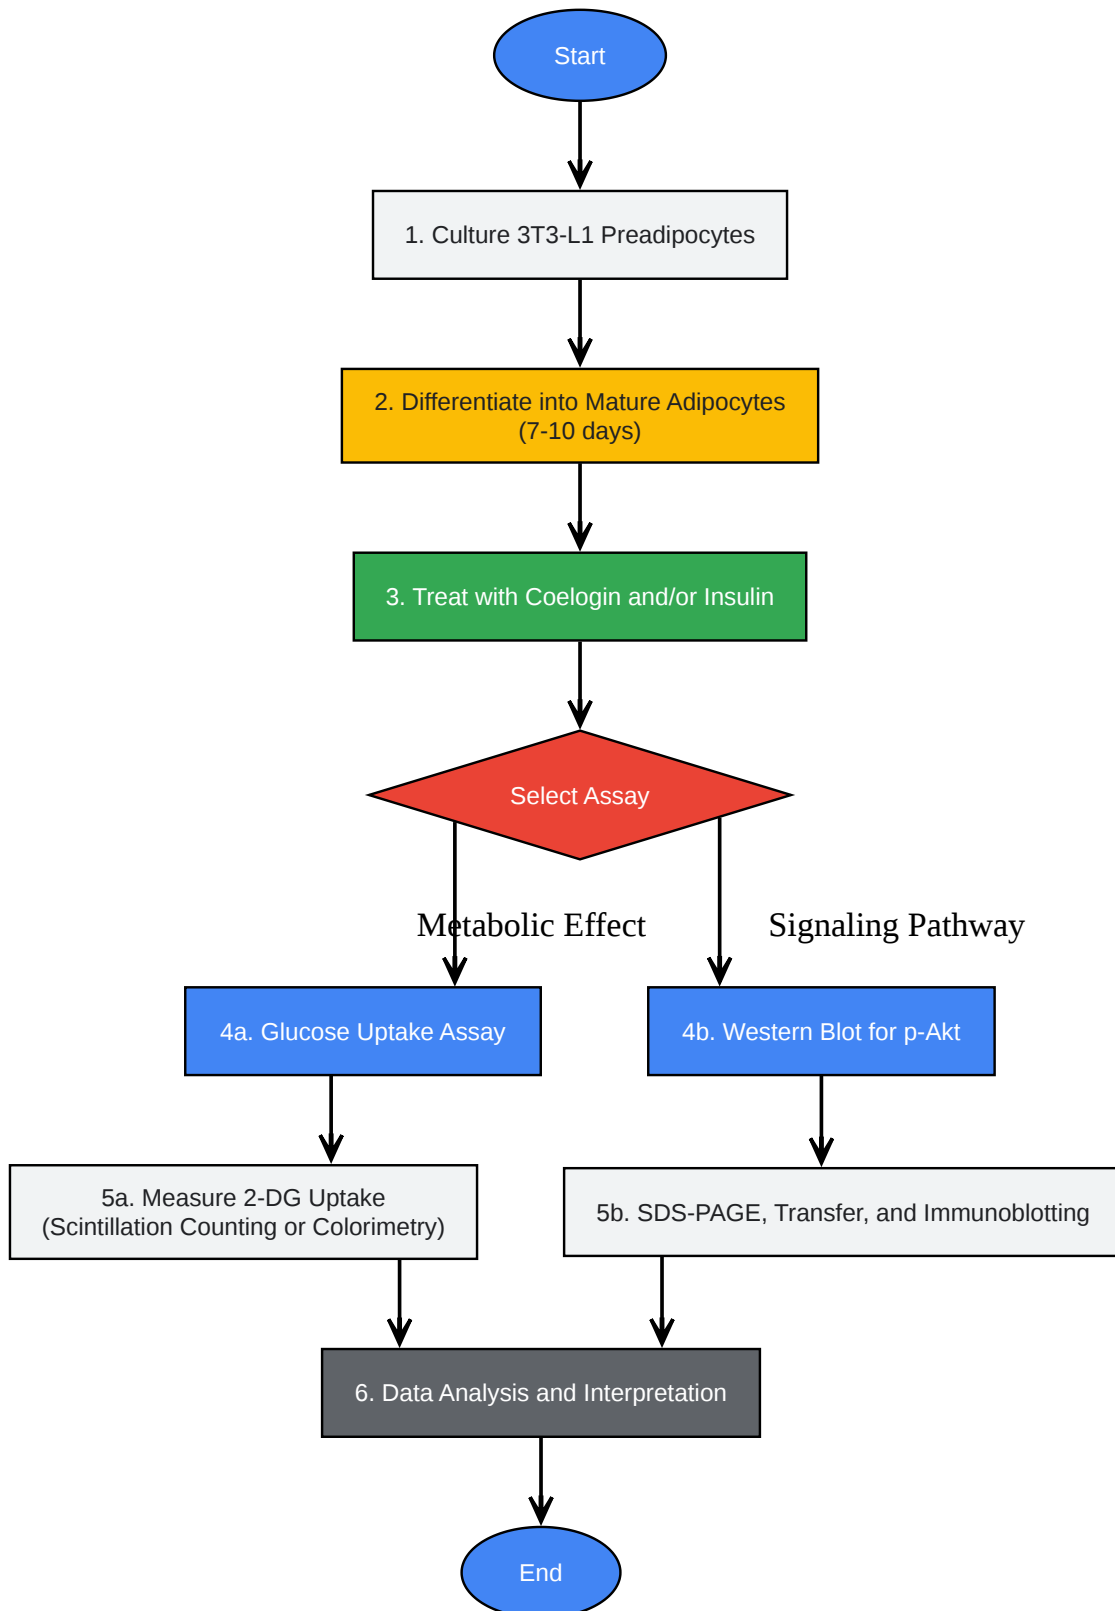 Start
1. Culture 3T3-L1 Preadipocytes
2. Differentiate into Mature Adipocytes
(7-10 days)
3. Treat with Coelogin and/or Insulin
Select Assay
Metabolic Effect
Signaling Pathway
4a. Glucose Uptake Assay
4b. Western Blot for p-Akt
5a. Measure 2-DG Uptake
(Scintillation Counting or Colorimetry)
5b. SDS-PAGE, Transfer, and Immunoblotting
6. Data Analysis and Interpretation
End